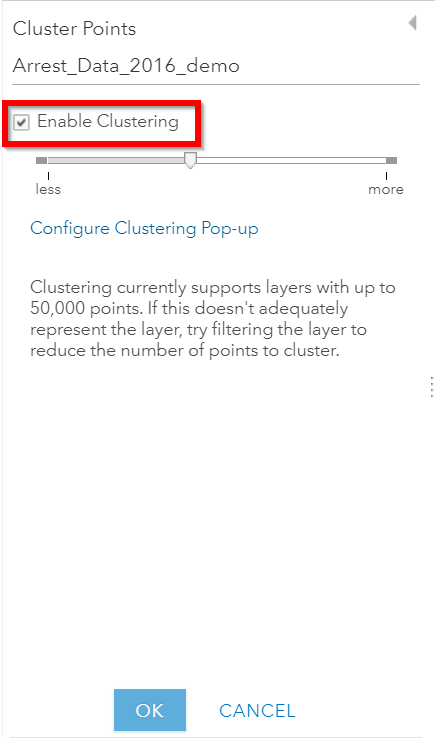 Cluster Points
Arrest_Data_2016_demo
Enable Clustering
less more
Configure Clustering Pop-up
Clustering currently supports layers with up to
50,000 points. If this doesn't adequately
represent the layer, try filtering the layer to
reduce the number of points to cluster.
OK CANCEL